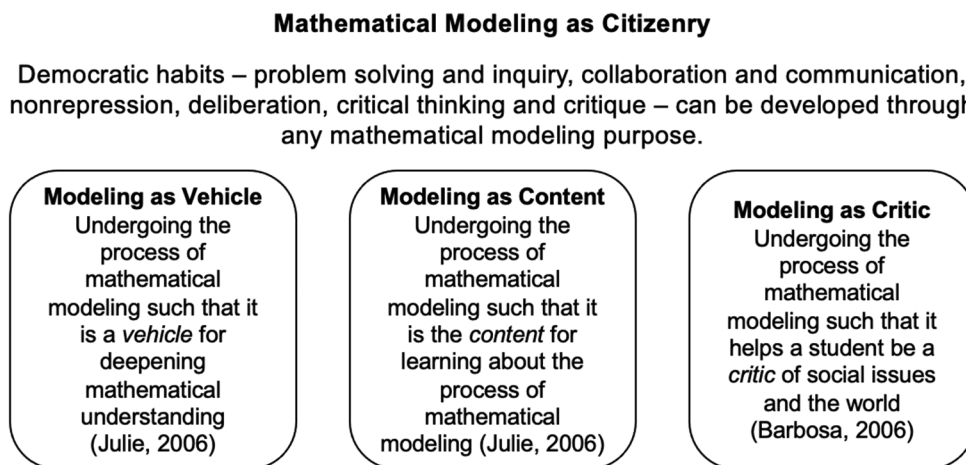 Mathematical Modeling as Citizenry
Democratic habits – problem solving and inquiry, collaboration and communication,
nonrepression, deliberation, critical thinking and critique – can be developed through
any mathematical modeling purpose.
Modeling as Vehicle
Undergoing the
process of
mathematical
modeling such that it
is a vehicle for
deepening
mathematical
understanding
(Julie, 2006)
Modeling as Content
Undergoing the
process of
mathematical
modeling such that it
is the content for
learning about the
process of
mathematical
modeling (Julie, 2006)
Modeling as Critic
Undergoing the
process of
mathematical
modeling such that it
helps a student be a
critic of social issues
and the world
(Barbosa, 2006)